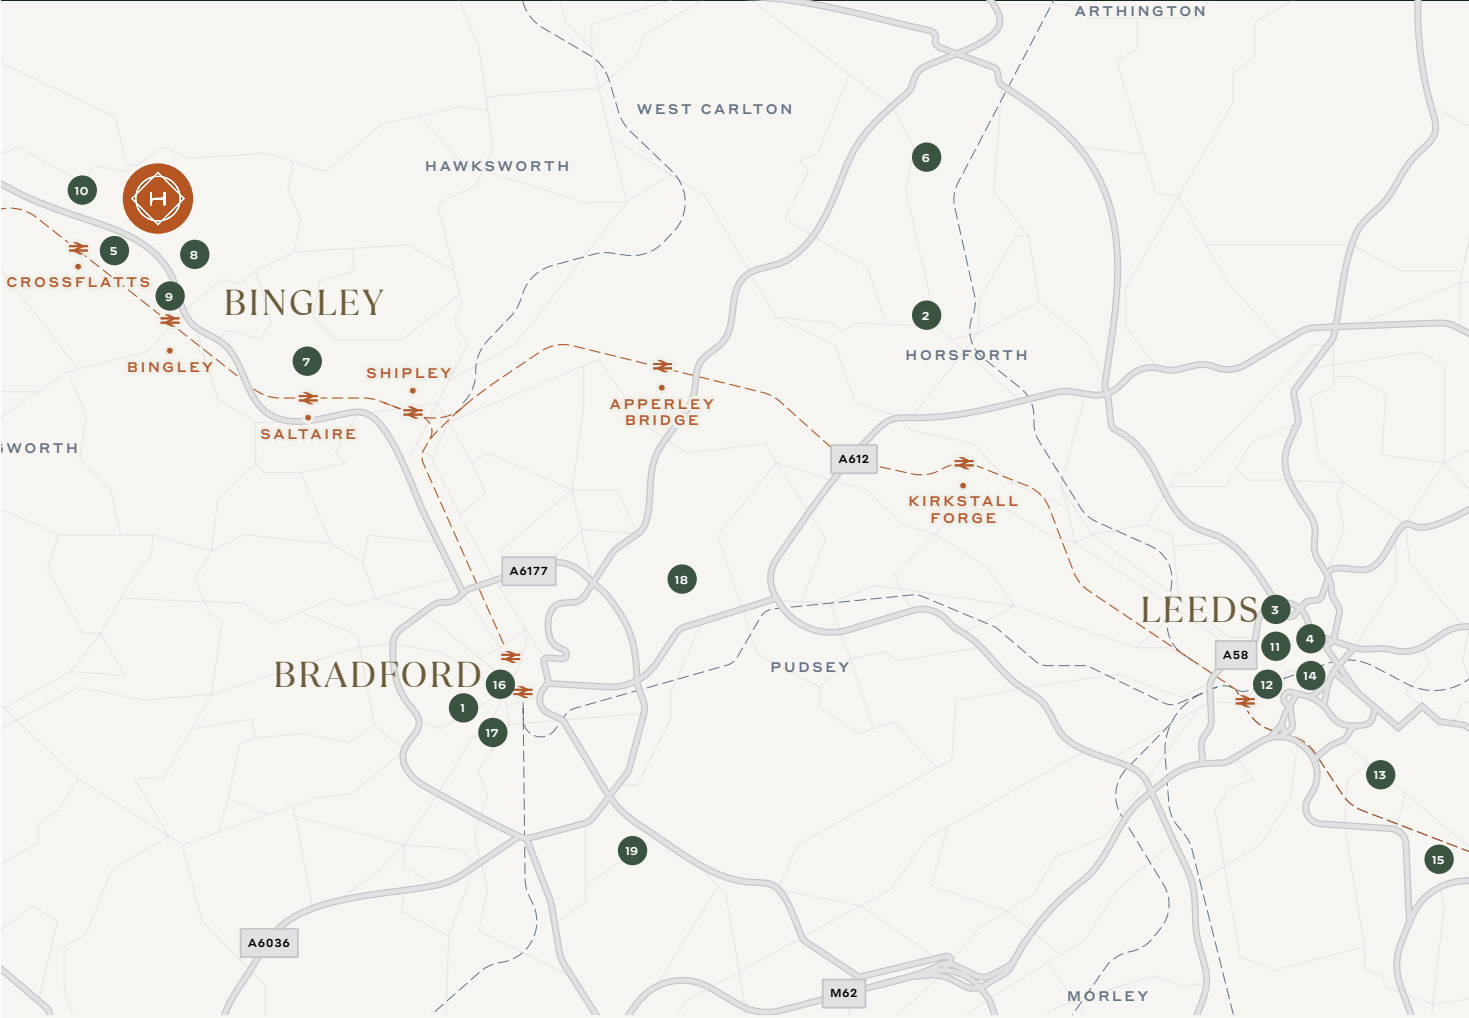 ARTHINGTON
WEST CARLTON
6
HAWKSWORTH
10
H
5
8
CROSSFLATTS
9
BINGLEY
2
HORSFORTH
7
BINGLEY
SHIPLEY
APPERLEY
BRIDGE
SALTAIRE
GWORTH
A612
KIRKSTALL
FORGE
A6177
18
LEEDS
3
4
11
A58
PUDSEY
BRADFORD
16
12
14
1
17
13
19
15
A6036
M62
MORLEY